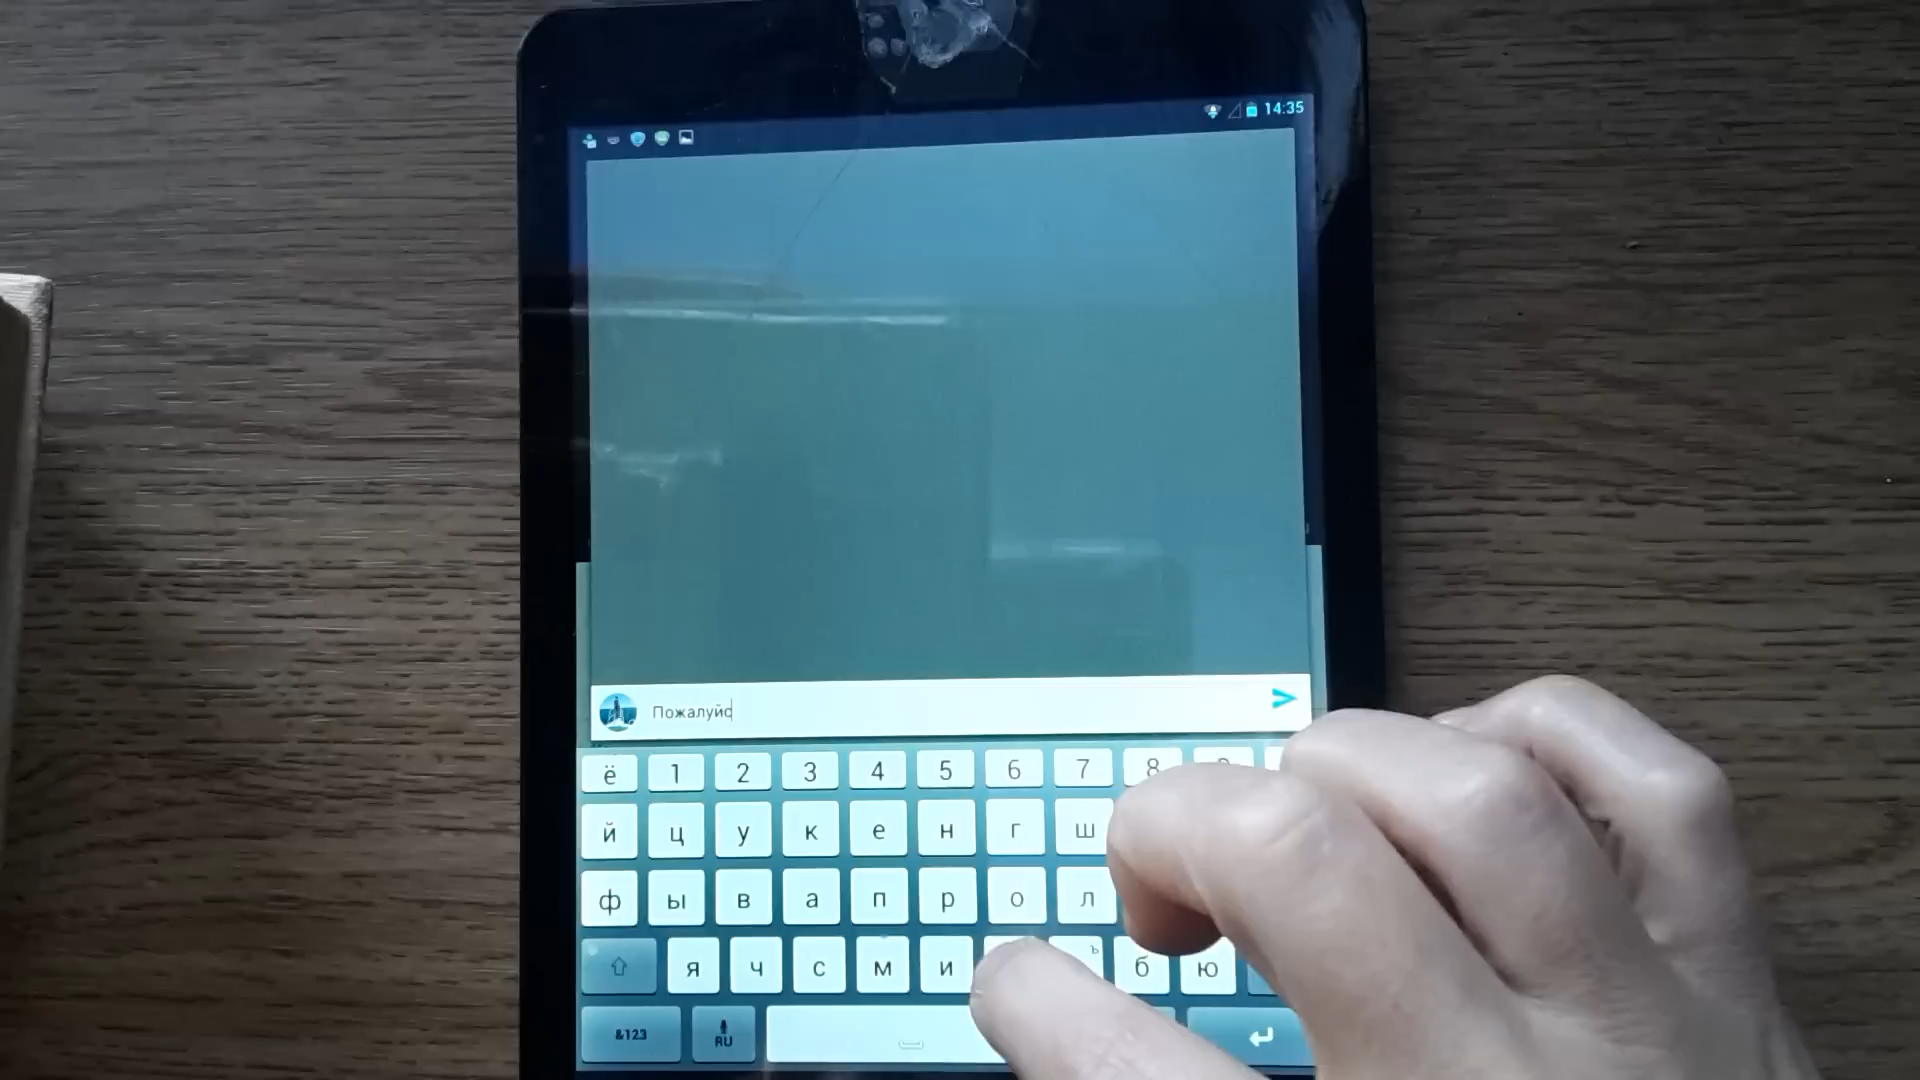 14:35
Пожалуйс
ё 1 2 3 4 5 6 7 8
й ц у к е н г ш
ф ы в а п р о л
я ч с м и ъ б ю
&123 RU